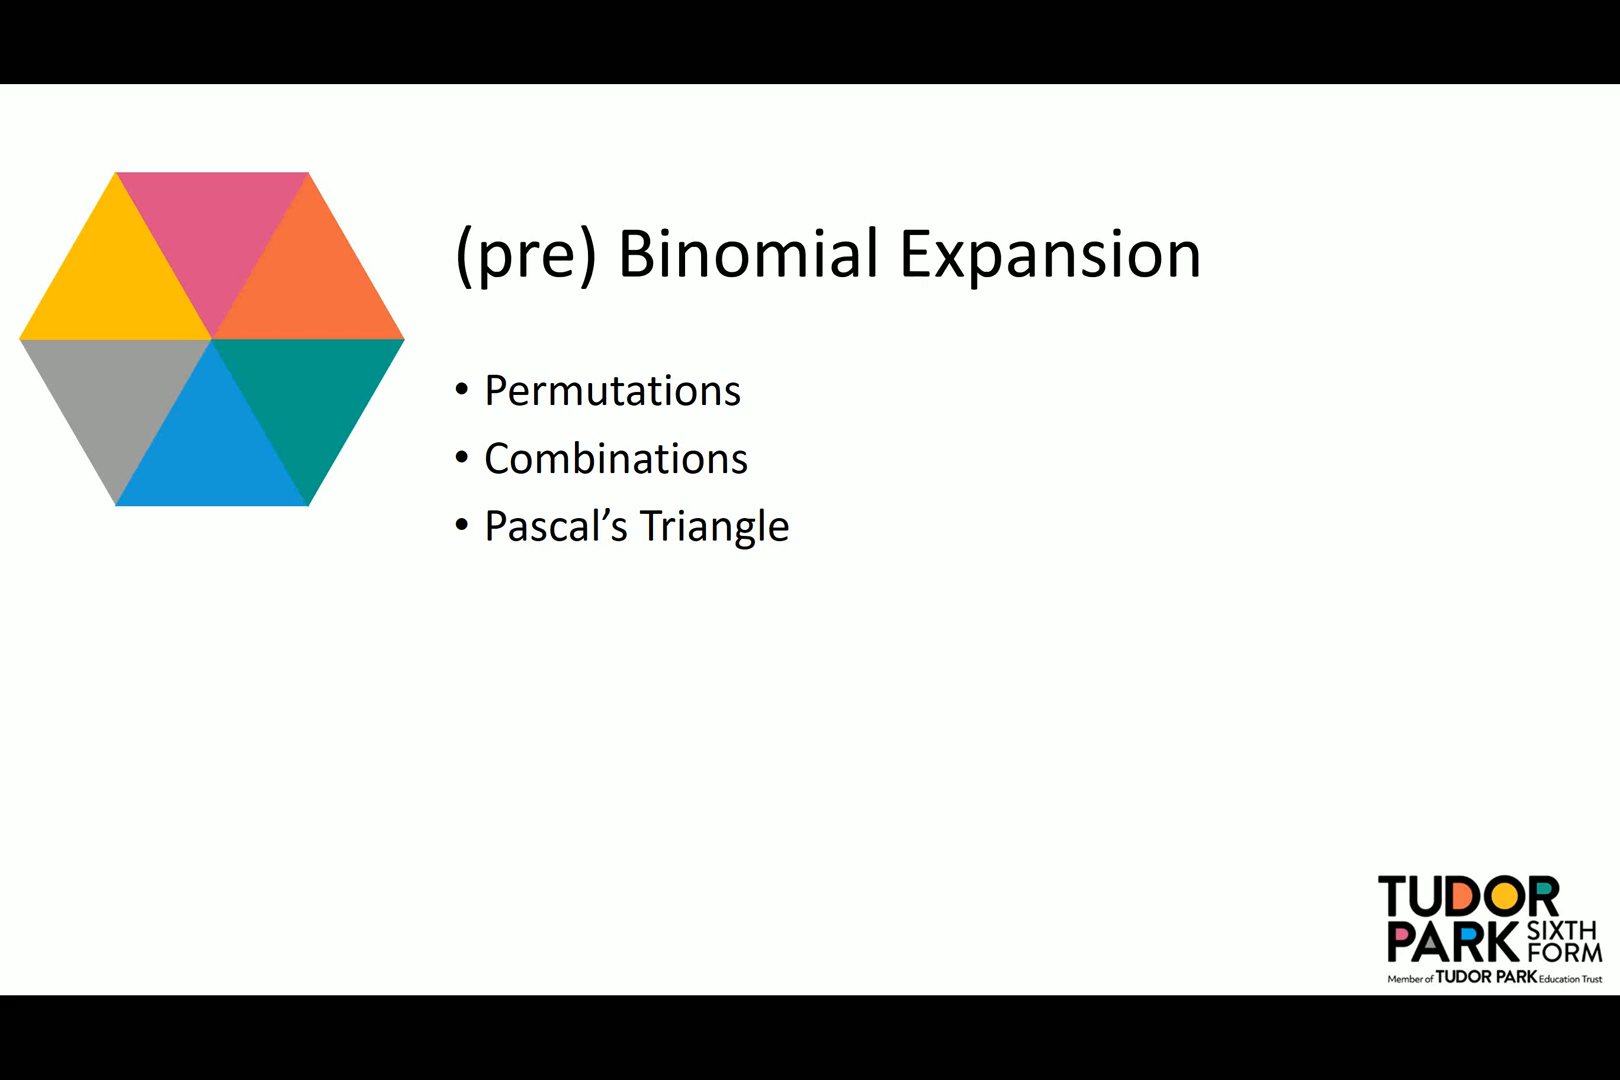 (pre) Binomial Expansion
• Permutations
• Combinations
• Pascal’s Triangle
TUDOR
PARK SIXTH FORM
Member of TUDOR PARK Education Trust